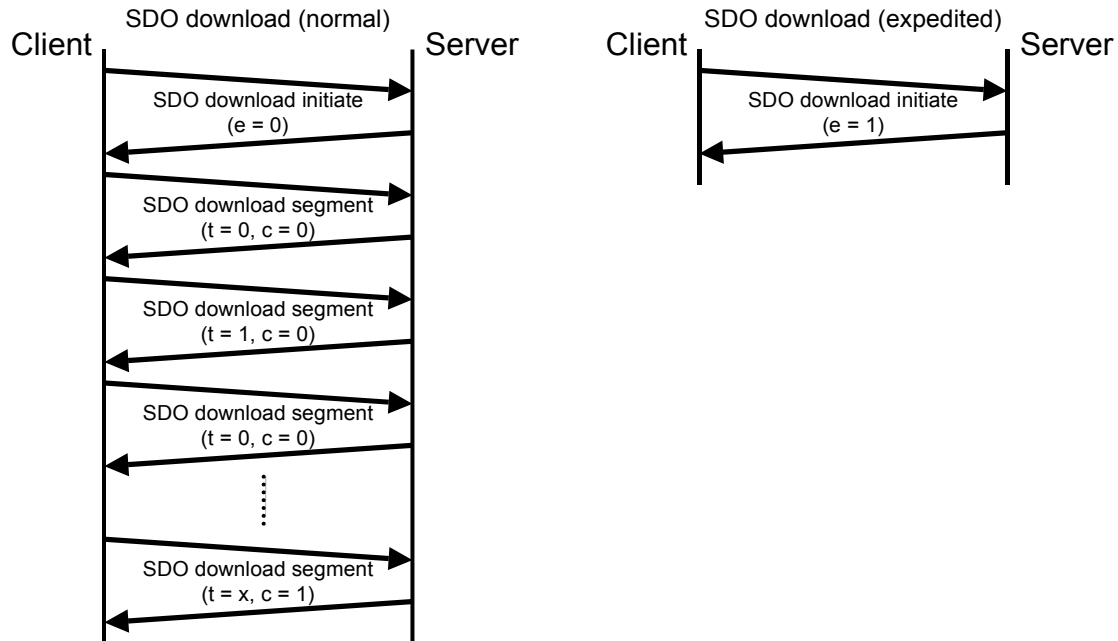 SDO download (normal)
Client
Server
SDO download initiate
(e = 0)
SDO download segment
(t = 0, c = 0)
SDO download segment
(t = 1, c = 0)
SDO download segment
(t = 0, c = 0)
SDO download segment
(t = x, c = 1)
SDO download (expedited)
Client
Server
SDO download initiate
(e = 1)